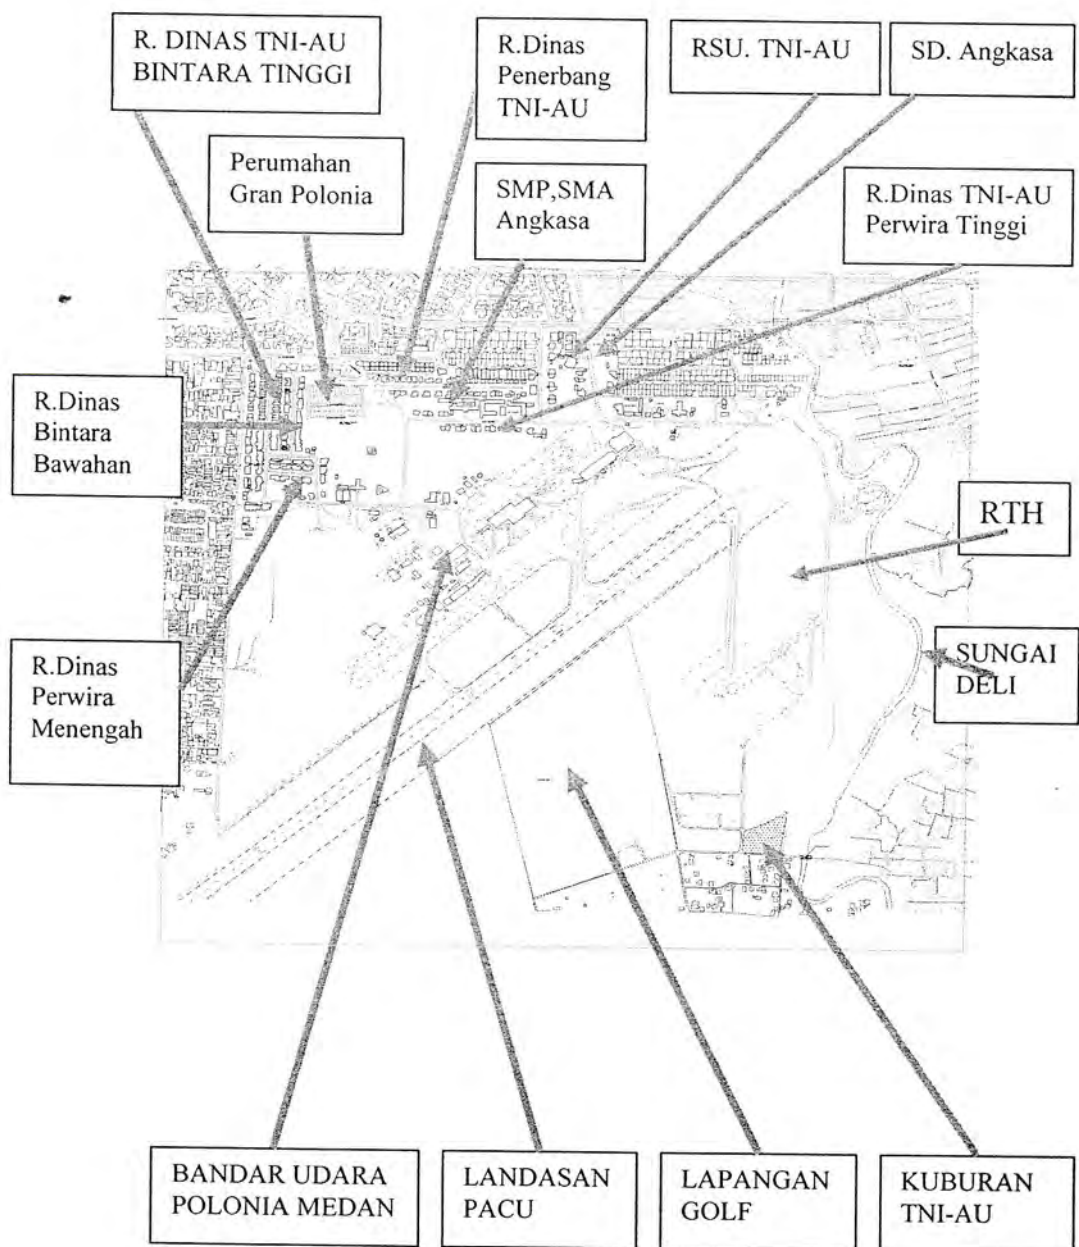 R. DINAS TNI-AU
BINTARA TINGGI
R.Dinas
Penerbang
TNI-AU
RSU. TNI-AU
SD. Angkasa
Perumahan
Gran Polonia
SMP,SMA
Angkasa
R.Dinas TNI-AU
Perwira Tinggi
R.Dinas
Bintara
Bawahan
RTH
R.Dinas
Perwira
Menengah
SUNGAI
DELI
BANDAR UDARA
POLONIA MEDAN
LANDASAN
PACU
LAPANGAN
GOLF
KUBURAN
TNI-AU